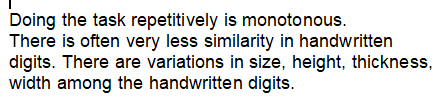 Doing the task repetitively is monotonous.
There is often very less similarity in handwritten
digits. There are variations in size, height, thickness,
width among the handwritten digits.